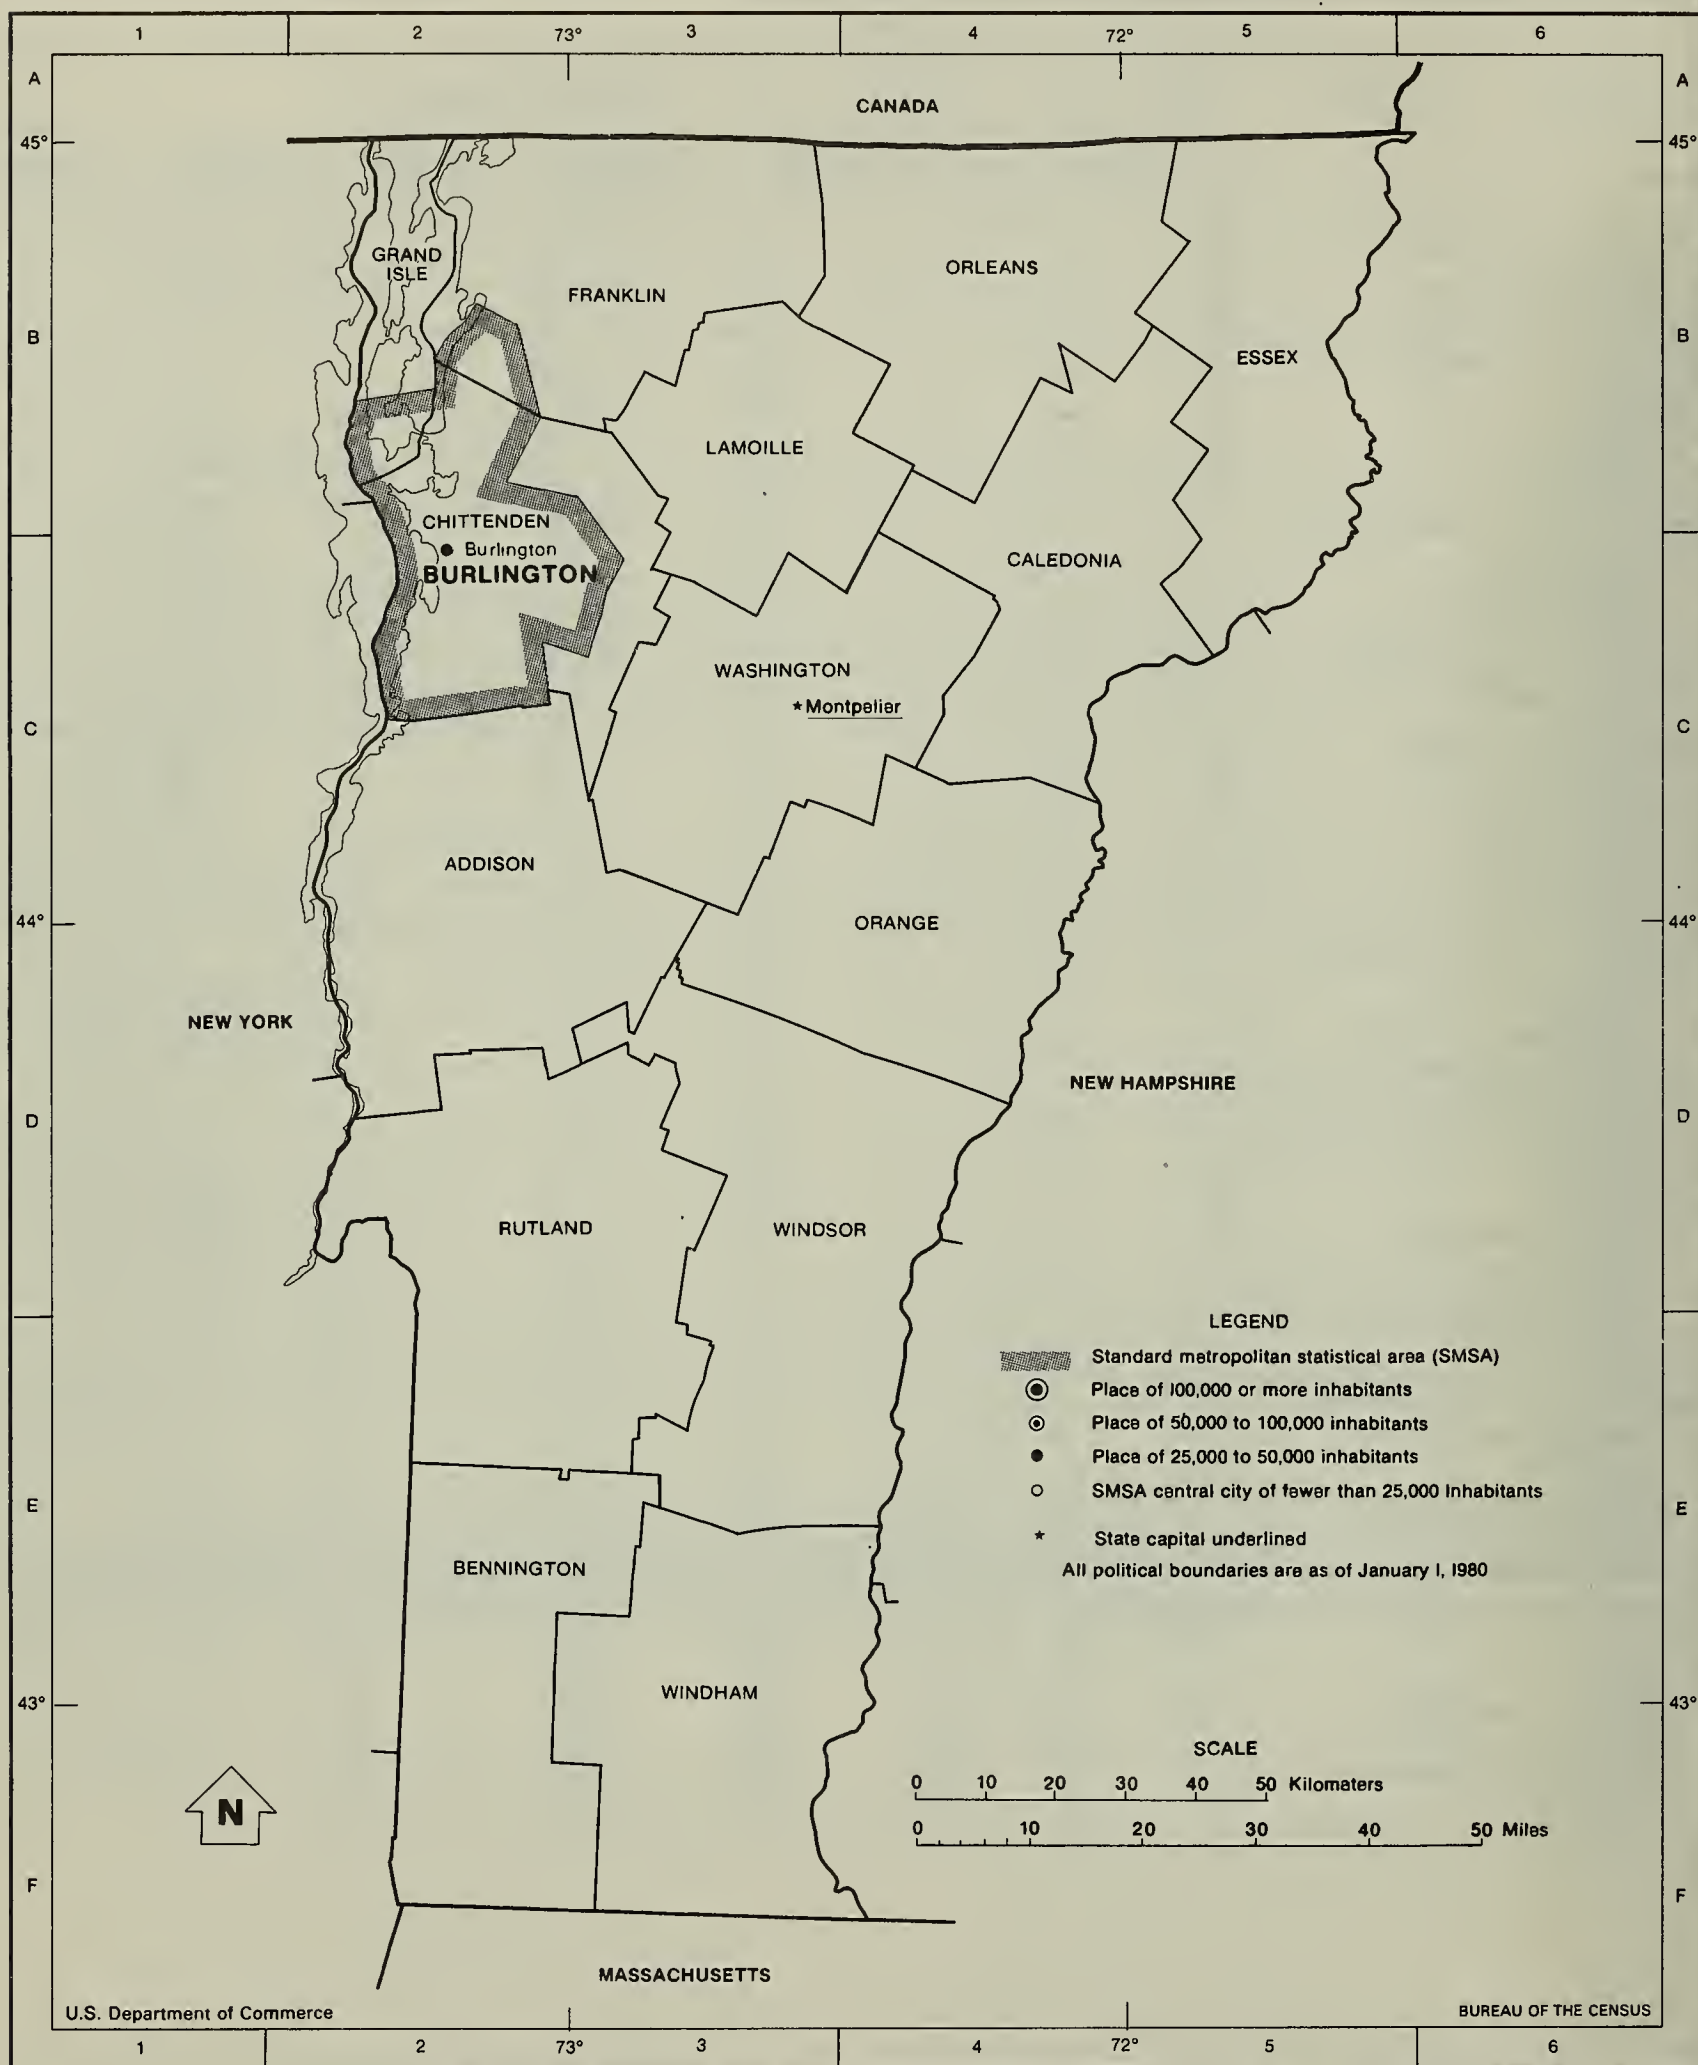 1 2 73° 3 4 72° 5 6
A A
CANADA
45° 45°
GRAND
ISLE
ORLEANS
FRANKLIN
B B
ESSEX
LAMOILLE
CHITTENDEN
Burlington
BURLINGTON
CALEDONIA
WASHINGTON
* Montpelier
C C
ADDISON
44° 44°
ORANGE
NEW YORK
NEW HAMPSHIRE
D D
RUTLAND
WINDSOR
LEGEND
Standard metropolitan statistical area (SMSA)
Place of 100,000 or more inhabitants
Place of 50,000 to 100,000 inhabitants
Place of 25,000 to 50,000 inhabitants
E E
SMSA central city of fewer than 25,000 Inhabitants
* State capital underlined
All political boundaries are as of January 1, 1980
BENNINGTON
WINDHAM
43° 43°
SCALE
0 10 20 30 40 50 Kilometers
N
0 10 20 30 40 50 Miles
F F
MASSACHUSETTS
U.S. Department of Commerce
BUREAU OF THE CENSUS
1 2 73° 3 4 72° 5 6